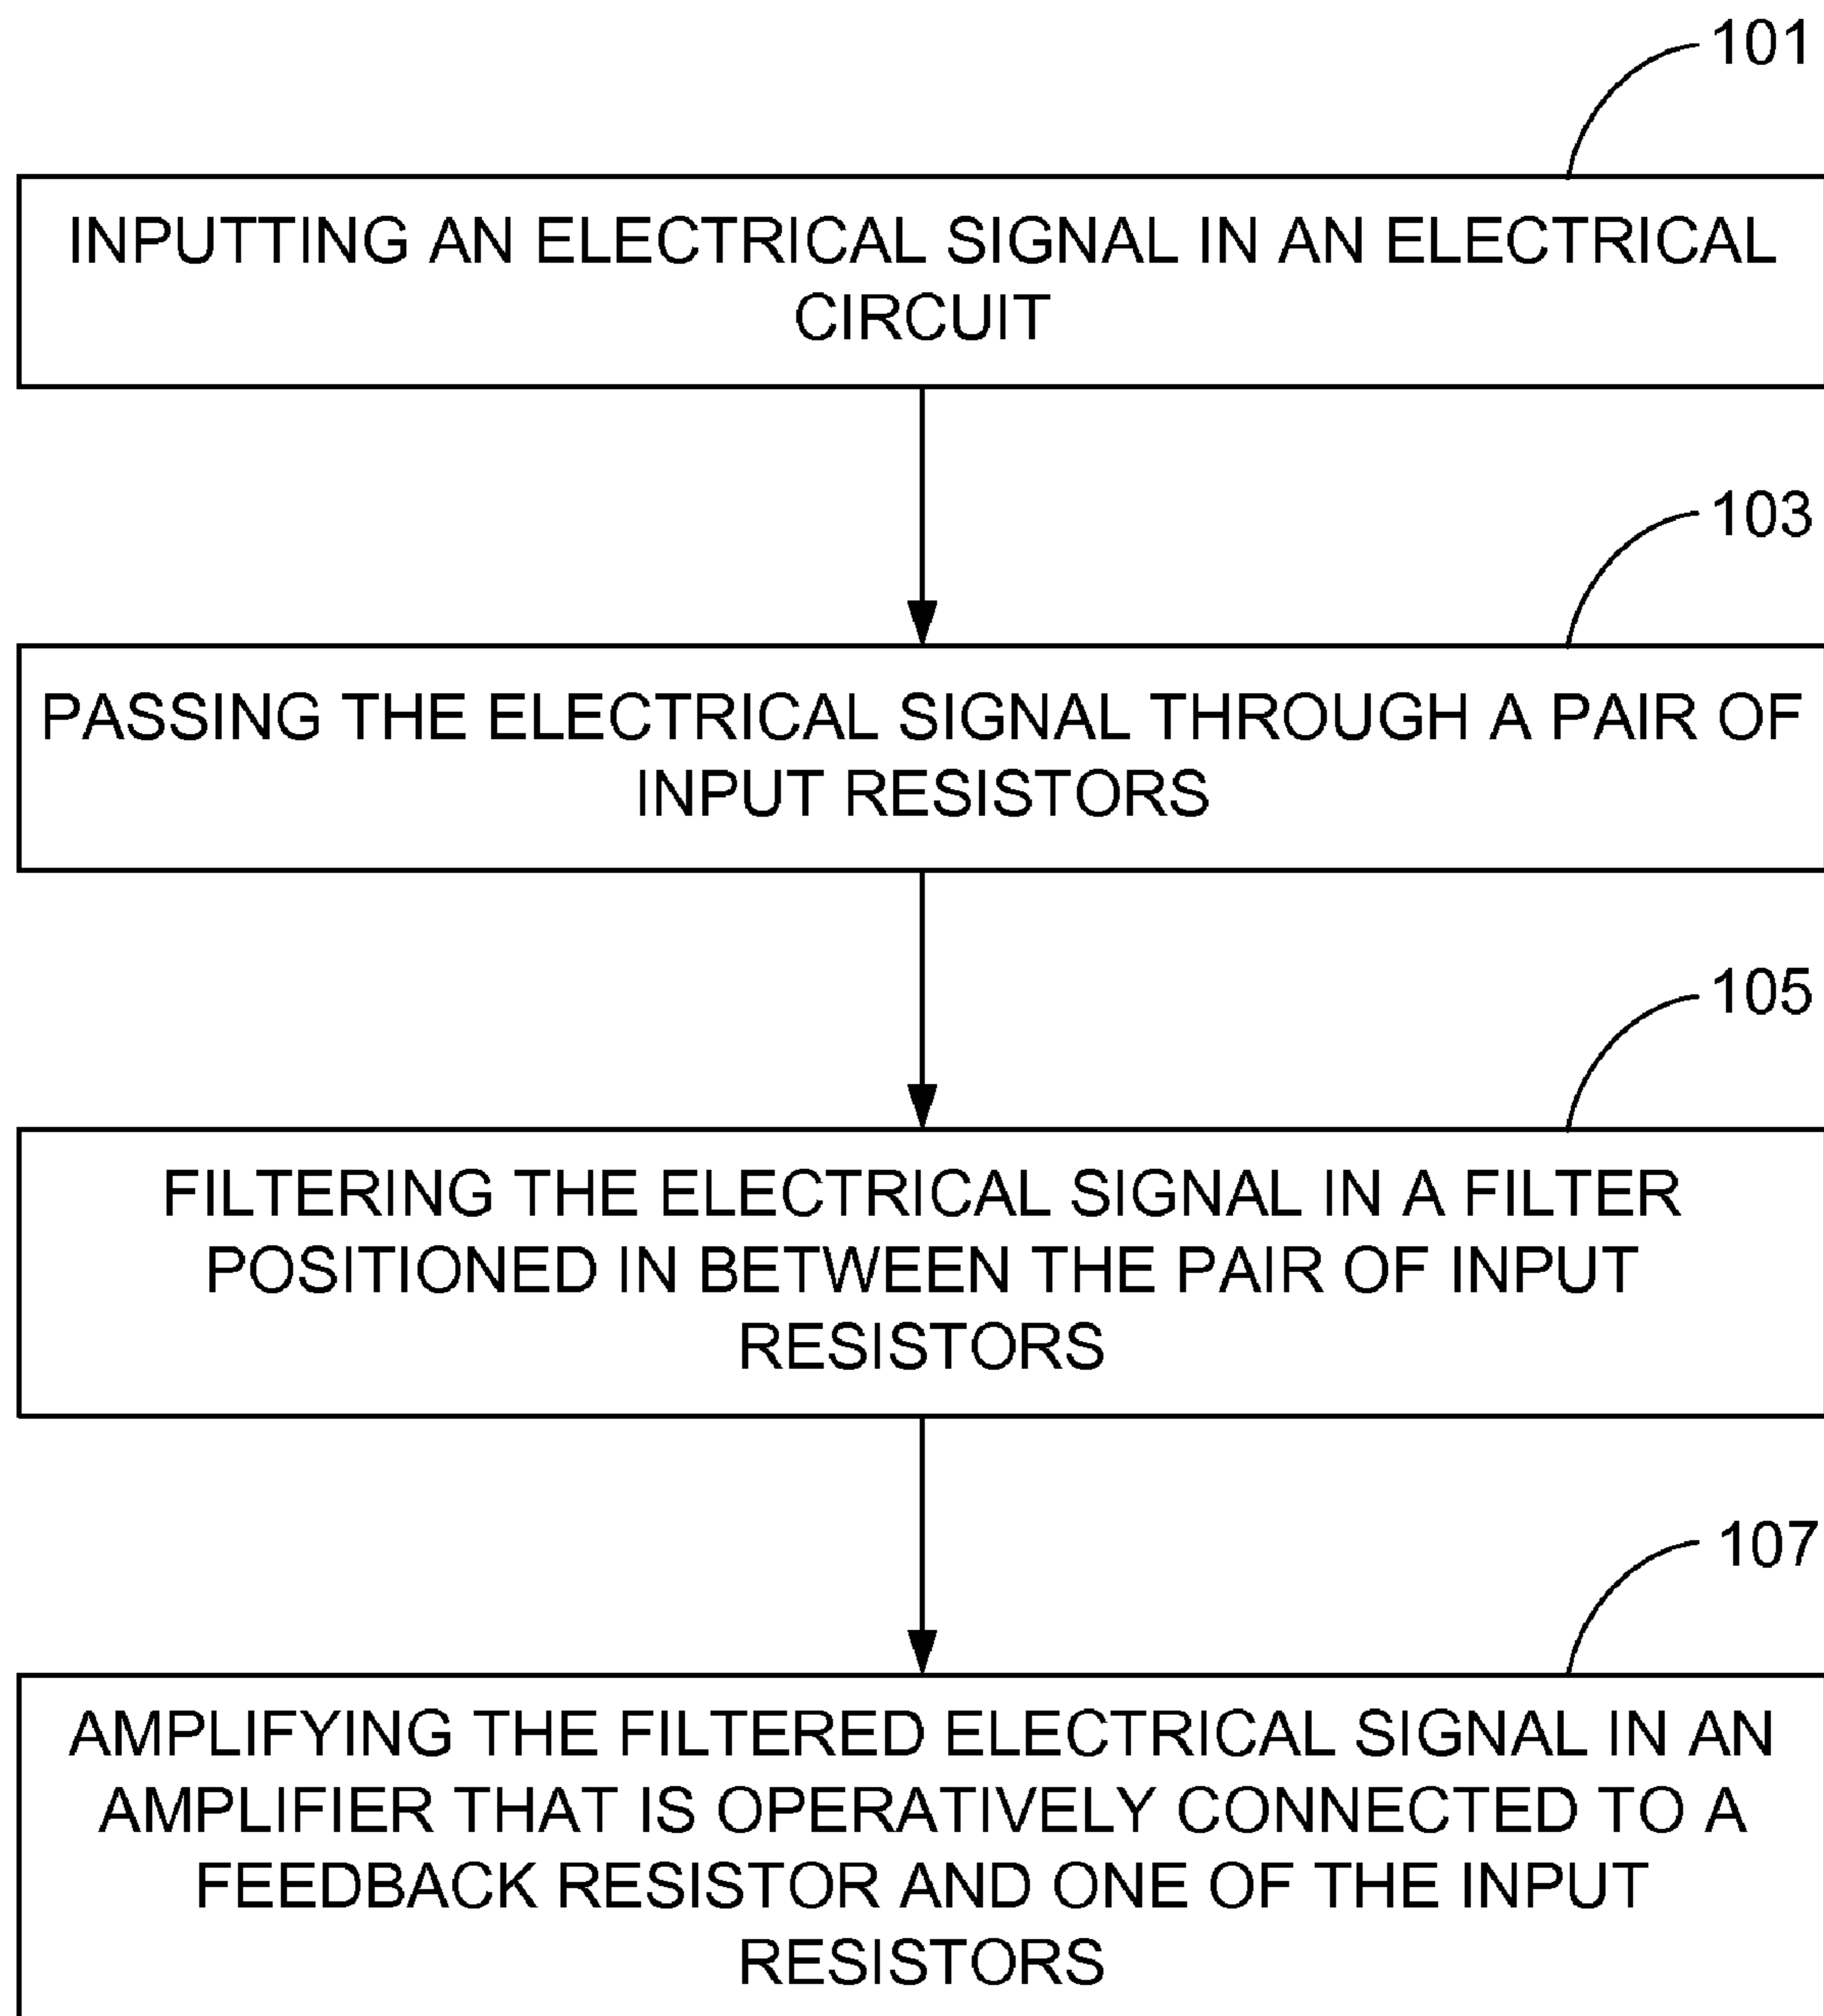 101
INPUTTING AN ELECTRICAL SIGNAL IN AN ELECTRICAL
CIRCUIT
103
PASSING THE ELECTRICAL SIGNAL THROUGH A PAIR OF
INPUT RESISTORS
105
FILTERING THE ELECTRICAL SIGNAL IN A FILTER
POSITIONED IN BETWEEN THE PAIR OF INPUT
RESISTORS
107
AMPLIFYING THE FILTERED ELECTRICAL SIGNAL IN AN
AMPLIFIER THAT IS OPERATIVELY CONNECTED TO A
FEEDBACK RESISTOR AND ONE OF THE INPUT
RESISTORS